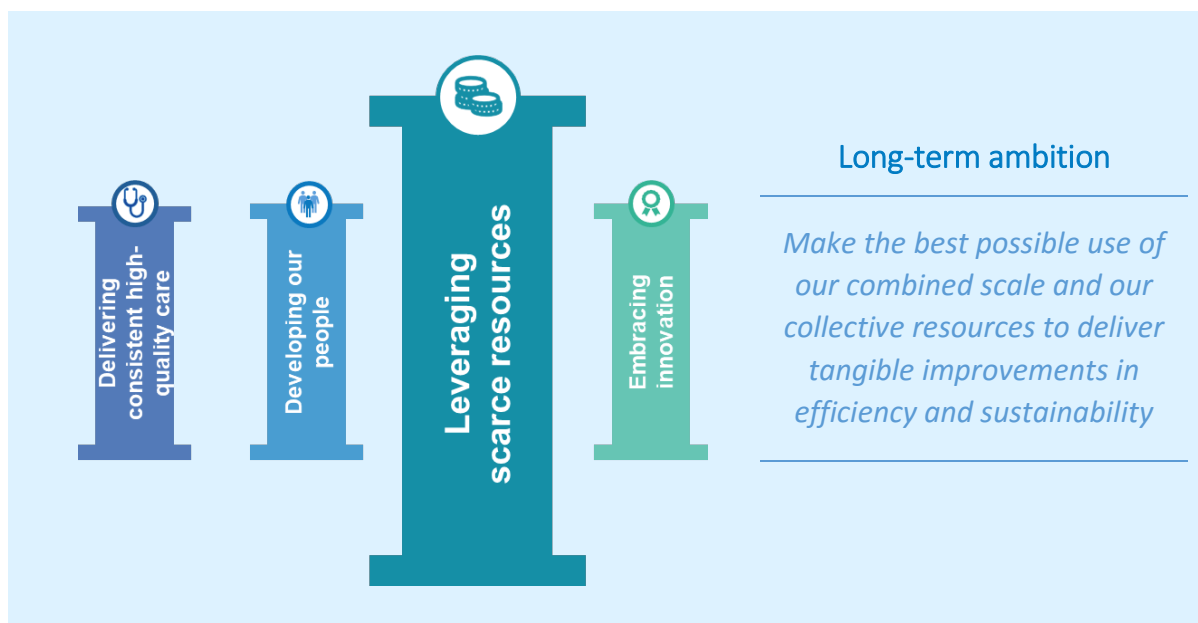 Delivering
consistent high-
quality care
Developing our
people
Leveraging
scarce resources
Embracing
innovation
Long-term ambition
Make the best possible use of
our combined scale and our
collective resources to deliver
tangible improvements in
efficiency and sustainability